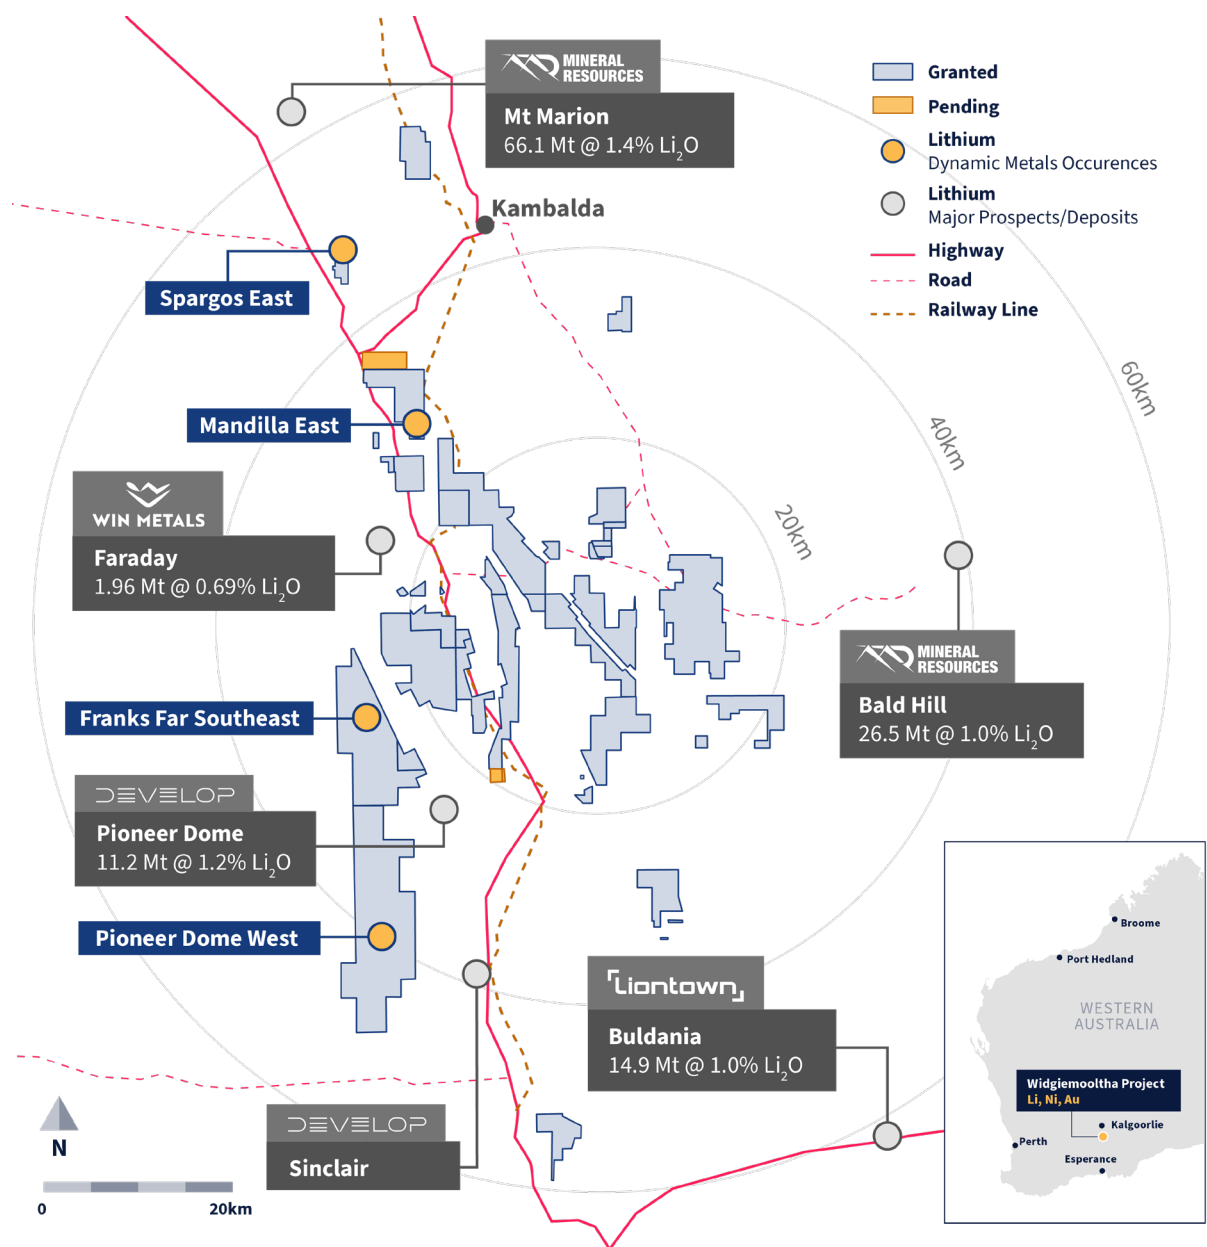 MINERAL
RESOURCES
Mt Marion
66.1 Mt @ 1.4% Li2O
Granted
Pending
Lithium
Dynamic Metals Occurences
Lithium
Major Prospects/Deposits
Highway
Road
Railway Line
Kambalda
Spargos East
60km
40km
20km
Mandilla East
WIN METALS
Faraday
1.96 Mt @ 0.69% Li2O
MINERAL
RESOURCES
Bald Hill
26.5 Mt @ 1.0% Li2O
Franks Far Southeast
DEVELOP
Pioneer Dome
11.2 Mt @ 1.2% Li2O
Pioneer Dome West
Liontown
Buldania
14.9 Mt @ 1.0% Li2O
DEVELOP
Sinclair
N
0 20km
Broome
Port Hedland
WESTERN
AUSTRALIA
Widgiemooltha Project
Li, Ni, Au
Kalgoorlie
Perth
Esperance